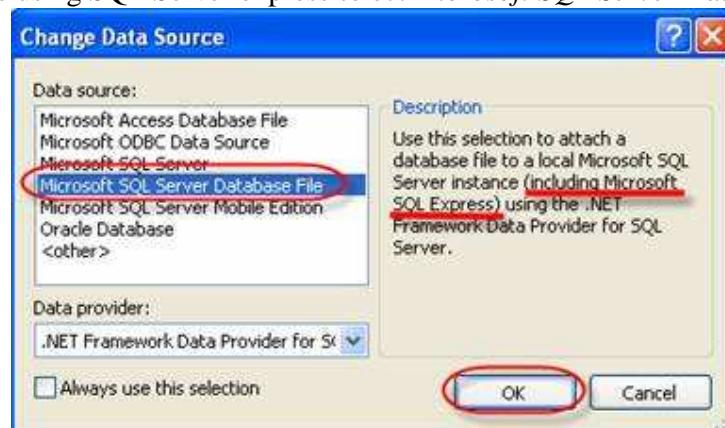 Change Data Source
Data source:
Microsoft Access Database File
Microsoft ODBC Data Source
Microsoft SQL Server
Microsoft SQL Server Database File
Microsoft SQL Server Mobile Edition
Oracle Database
<other>
Description
Use this selection to attach a
database file to a local Microsoft SQL
Server instance (including Microsoft
SQL Express) using the .NET
Framework Data Provider for SQL
Server.
Data provider:
.NET Framework Data Provider for
Always use this selection
OK
Cancel